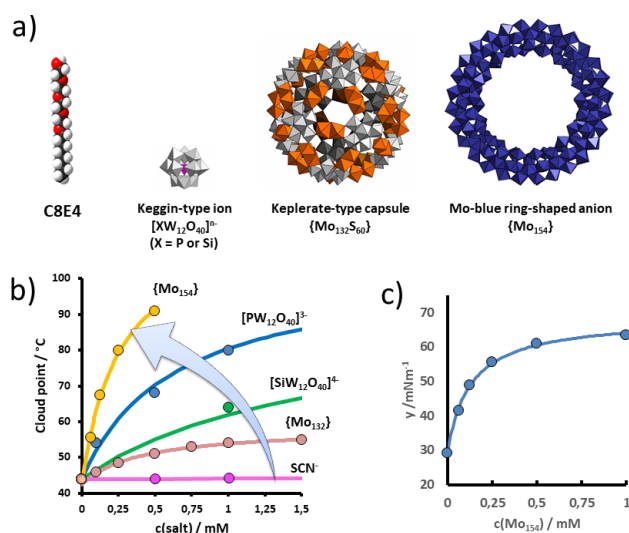 a)
C8E4
Keggin-type ion
[XW₁₂O₄₀]ⁿ⁻
(X = P or Si)
Keplerate-type capsule
{Mo₁₃₂S₆₀}
Mo-blue ring-shaped anion
{Mo₁₅₄}
b)
Cloud point / °C
100
90
80
70
60
50
40
0
0,25
0,5
0,75
1
1,25
1,5
c(salt) / mM
{Mo₁₅₄}
[PW₁₂O₄₀]³⁻
[SiW₁₂O₄₀]⁴⁻
{Mo₁₃₂}
SCN⁻
c)
γ/mNm⁻¹
70
60
50
40
30
20
0
0,25
0,5
0,75
1
c(Mo₁₅₄) / mM